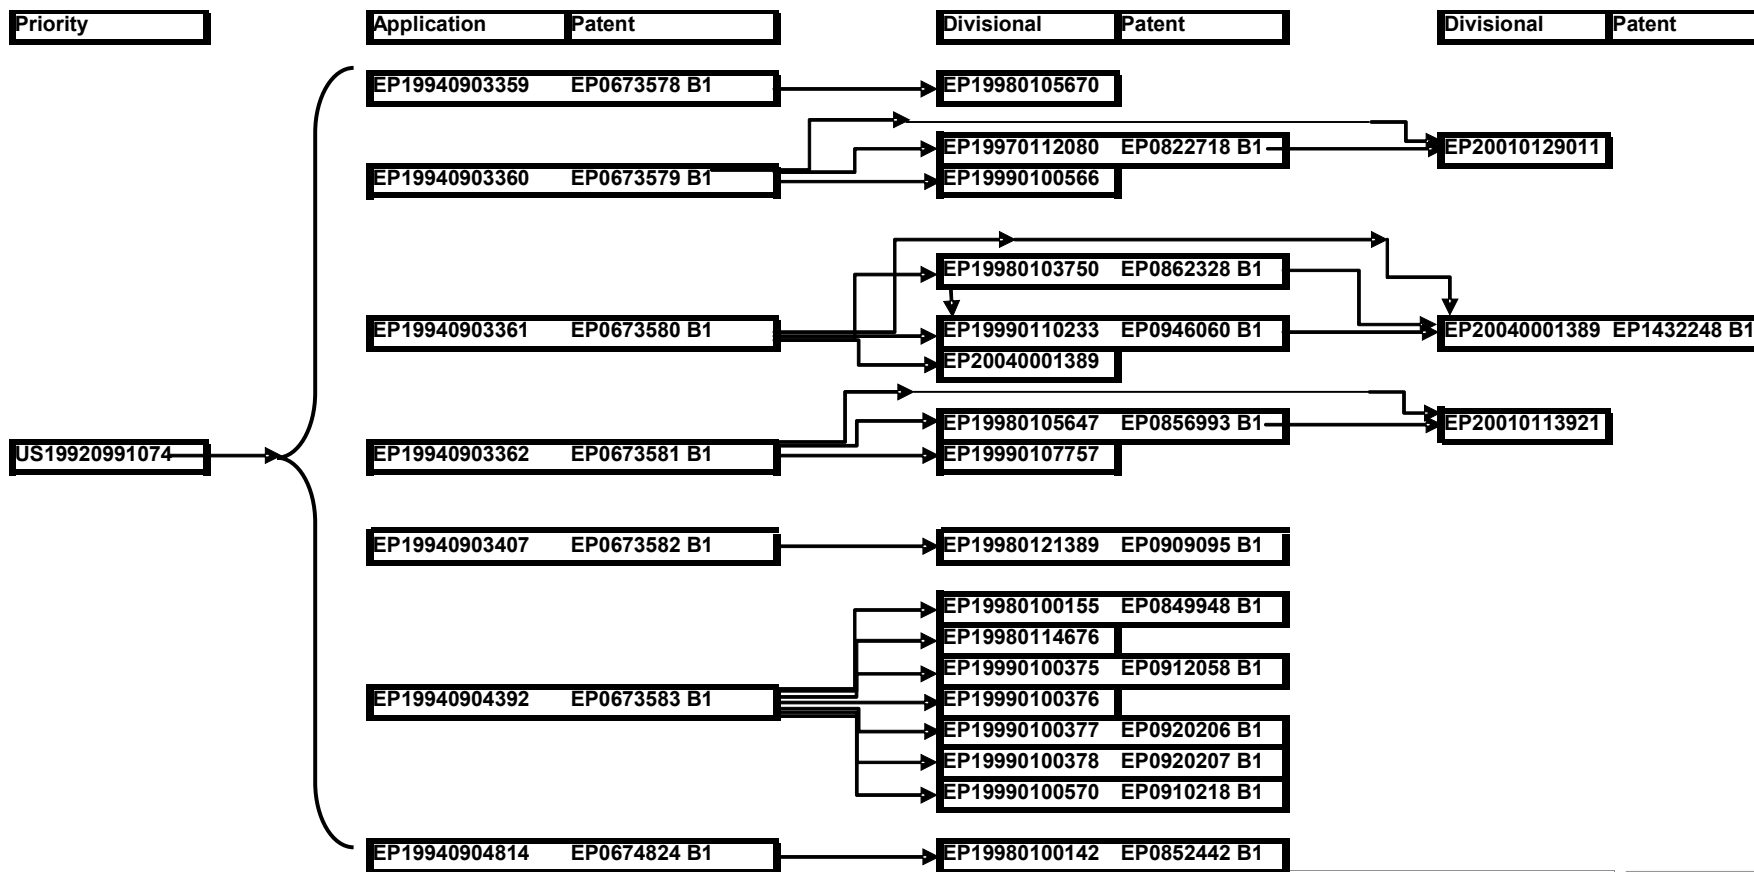 Priority
Application Patent
Divisional Patent
Divisional Patent
EP19940903359 EP0673578 B1
EP19980105670
EP19970112080 EP0822718 B1
EP20010129011
EP19940903360 EP0673579 B1
EP19990100566
EP19980103750 EP0862328 B1
EP19940903361 EP0673580 B1
EP19990110233 EP0946060 B1
EP20040001389 EP1432248 B1
EP20040001389
EP19980105647 EP0856993 B1
EP20010113921
US19920991074
EP19940903362 EP0673581 B1
EP19990107757
EP19940903407 EP0673582 B1
EP19980121389 EP0909095 B1
EP19980100155 EP0849948 B1
EP19980114676
EP19990100375 EP0912058 B1
EP19940904392 EP0673583 B1
EP19990100376
EP19990100377 EP0920206 B1
EP19990100378 EP0920207 B1
EP19990100570 EP0910218 B1
EP19940904814 EP0674824 B1
EP19980100142 EP0852442 B1